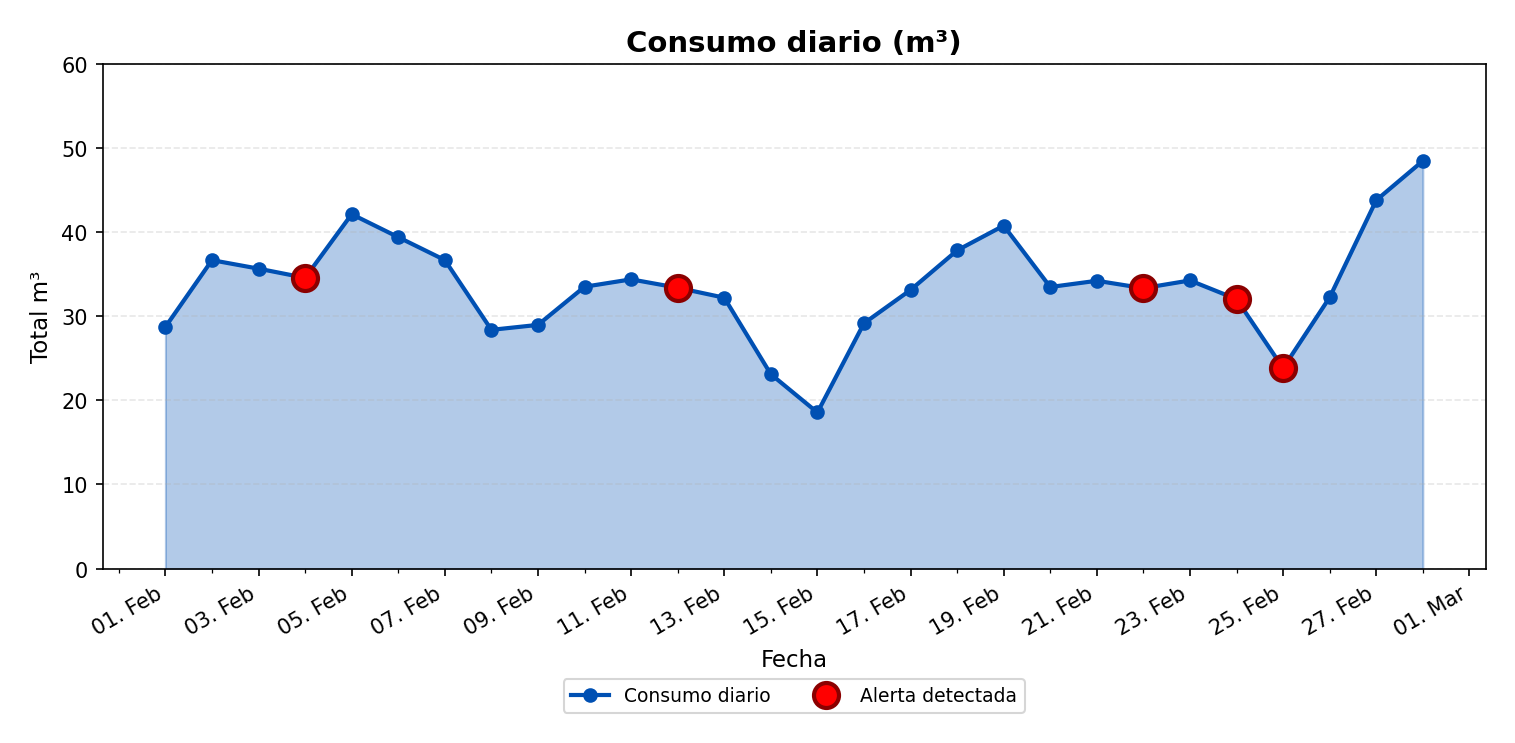 Consumo diario (m³)
Total m³
60
50
40
30
20
10
0
01. Feb
03. Feb
05. Feb
07. Feb
09. Feb
11. Feb
13. Feb
15. Feb
17. Feb
19. Feb
21. Feb
23. Feb
25. Feb
27. Feb
01. Mar
Fecha
Consumo diario
Alerta detectada